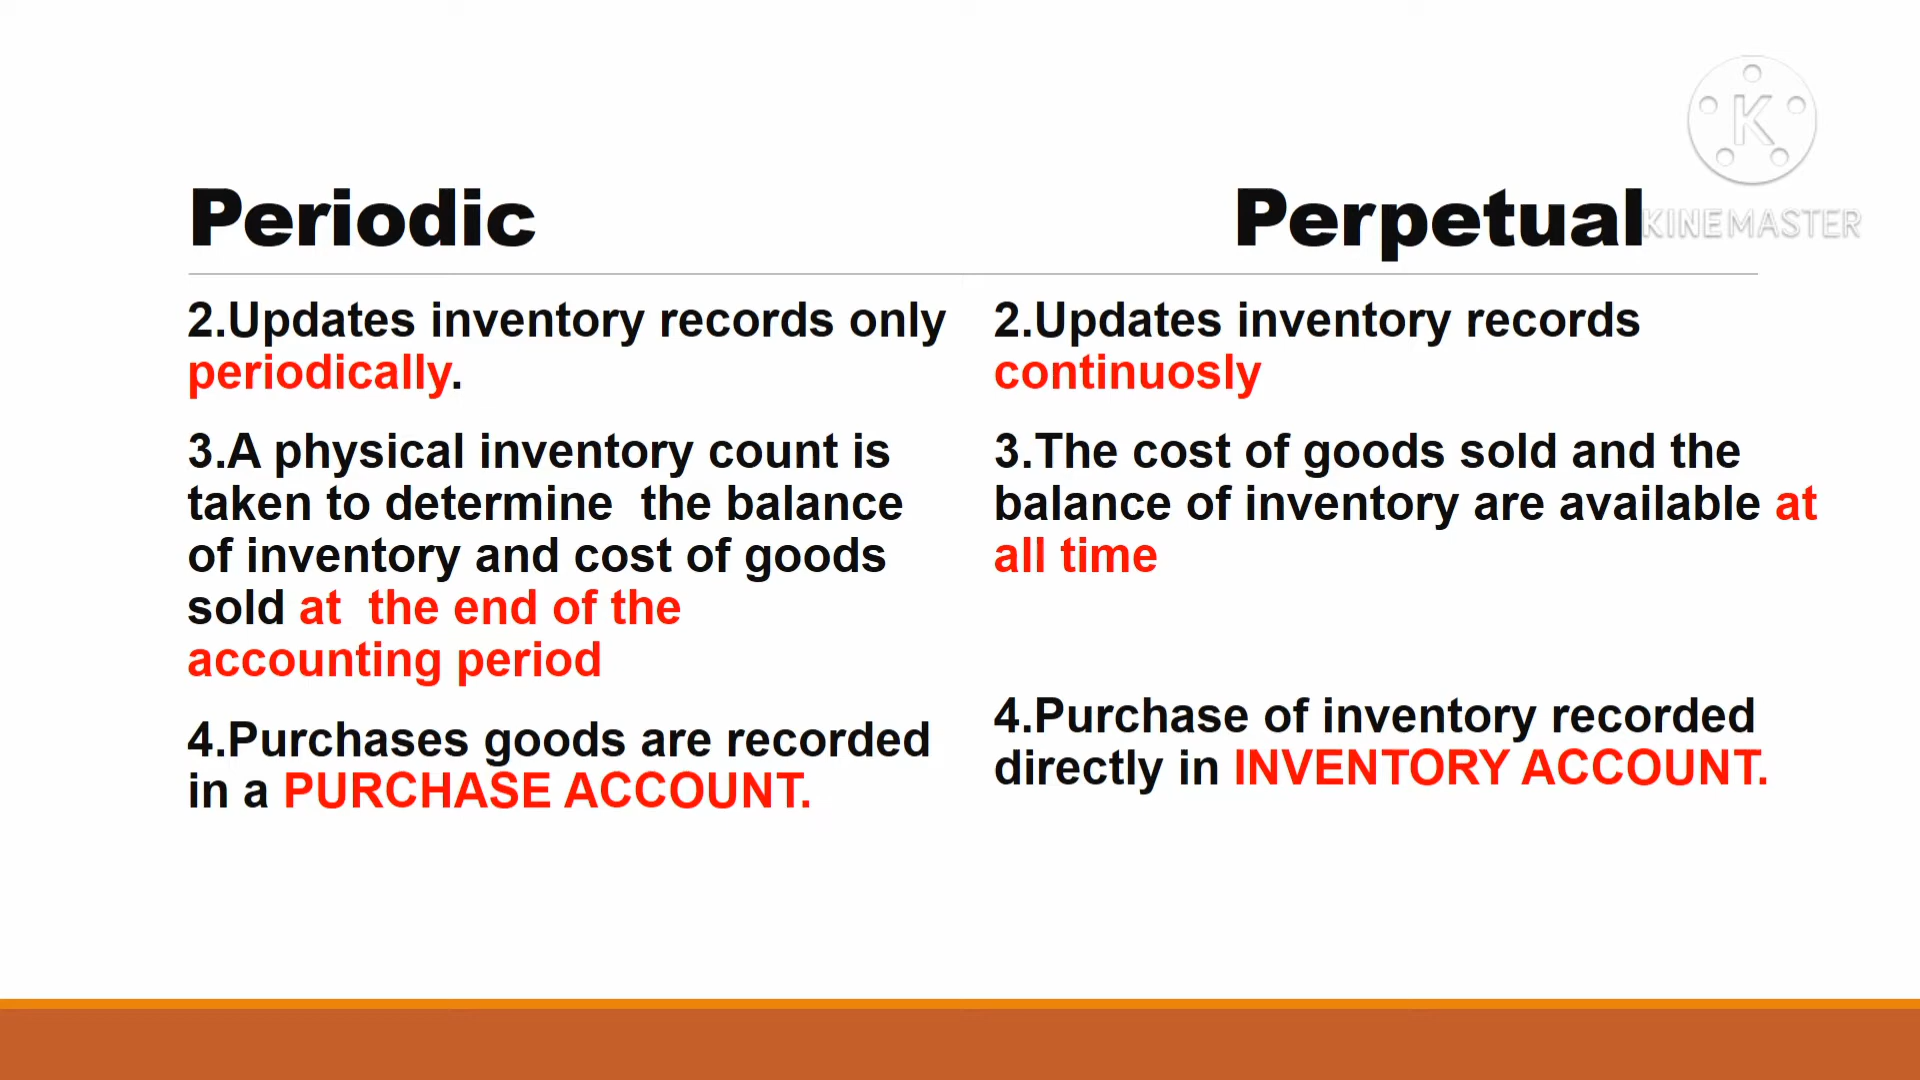 Periodic
Perpetual
K
KINEMASTER
2.Updates inventory records only
periodically.
3.A physical inventory count is
taken to determine  the balance
of inventory and cost of goods
sold at  the end of the
accounting period
4.Purchases goods are recorded
in a PURCHASE ACCOUNT.
2.Updates inventory records
continuosly
3.The cost of goods sold and the
balance of inventory are available at
all time
4.Purchase of inventory recorded
directly in INVENTORY ACCOUNT.